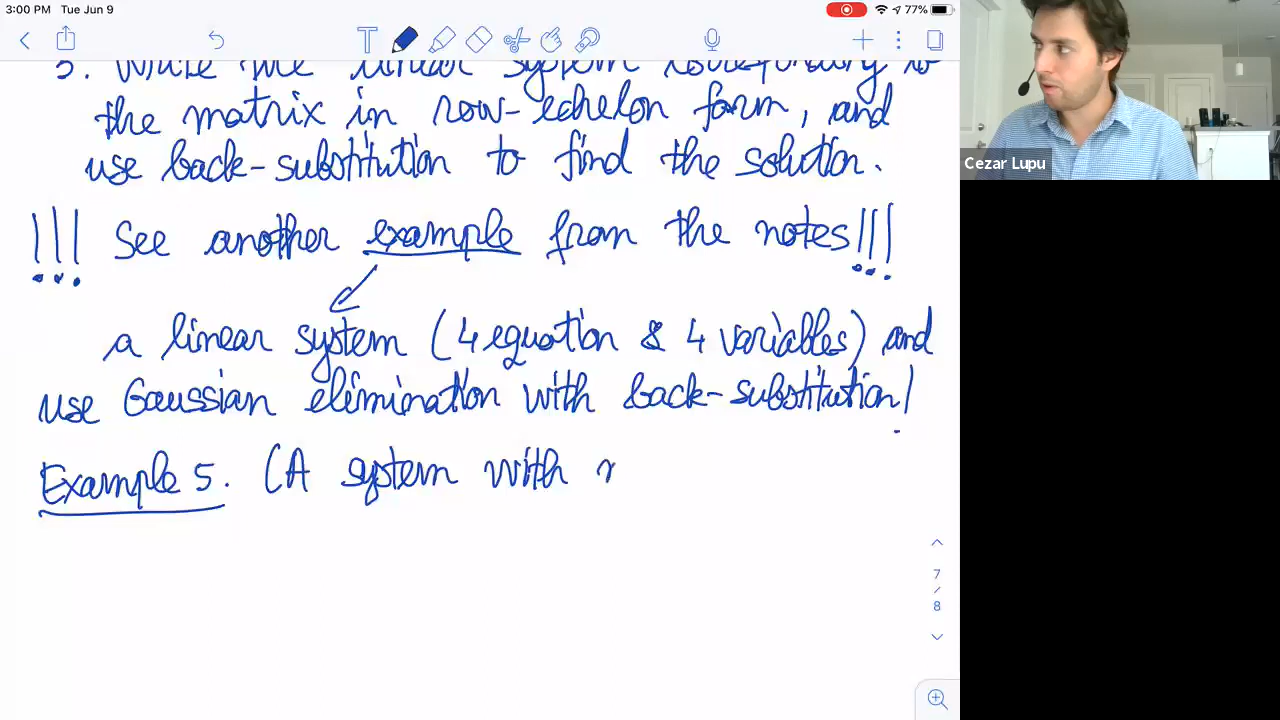 3:00 PM Tue Jun 9
77%
3. Write the linear system corresponding to
the matrix in row-echelon form, and
use back-substitution to find the solution.
!!! See another example from the notes!!!
a linear system (4 equation & 4 variables) and
use Gaussian elimination with back-substitution!
Example 5. (A system with
7
/
8
Cezar Lupu